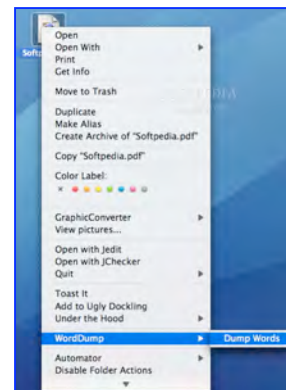 Open
Open With
Print
Get Info
Move to Trash
Duplicate
Make Alias
Create Archive of "Softpedia.pdf"
Copy "Softpedia.pdf"
Color Label:
GraphicConverter
View pictures...
Open with Jedit
Open with JChecker
Quit
Toast It
Add to Ugly Dockling
Under the Hood
WordDump
Dump Words
Automator
Disable Folder Actions